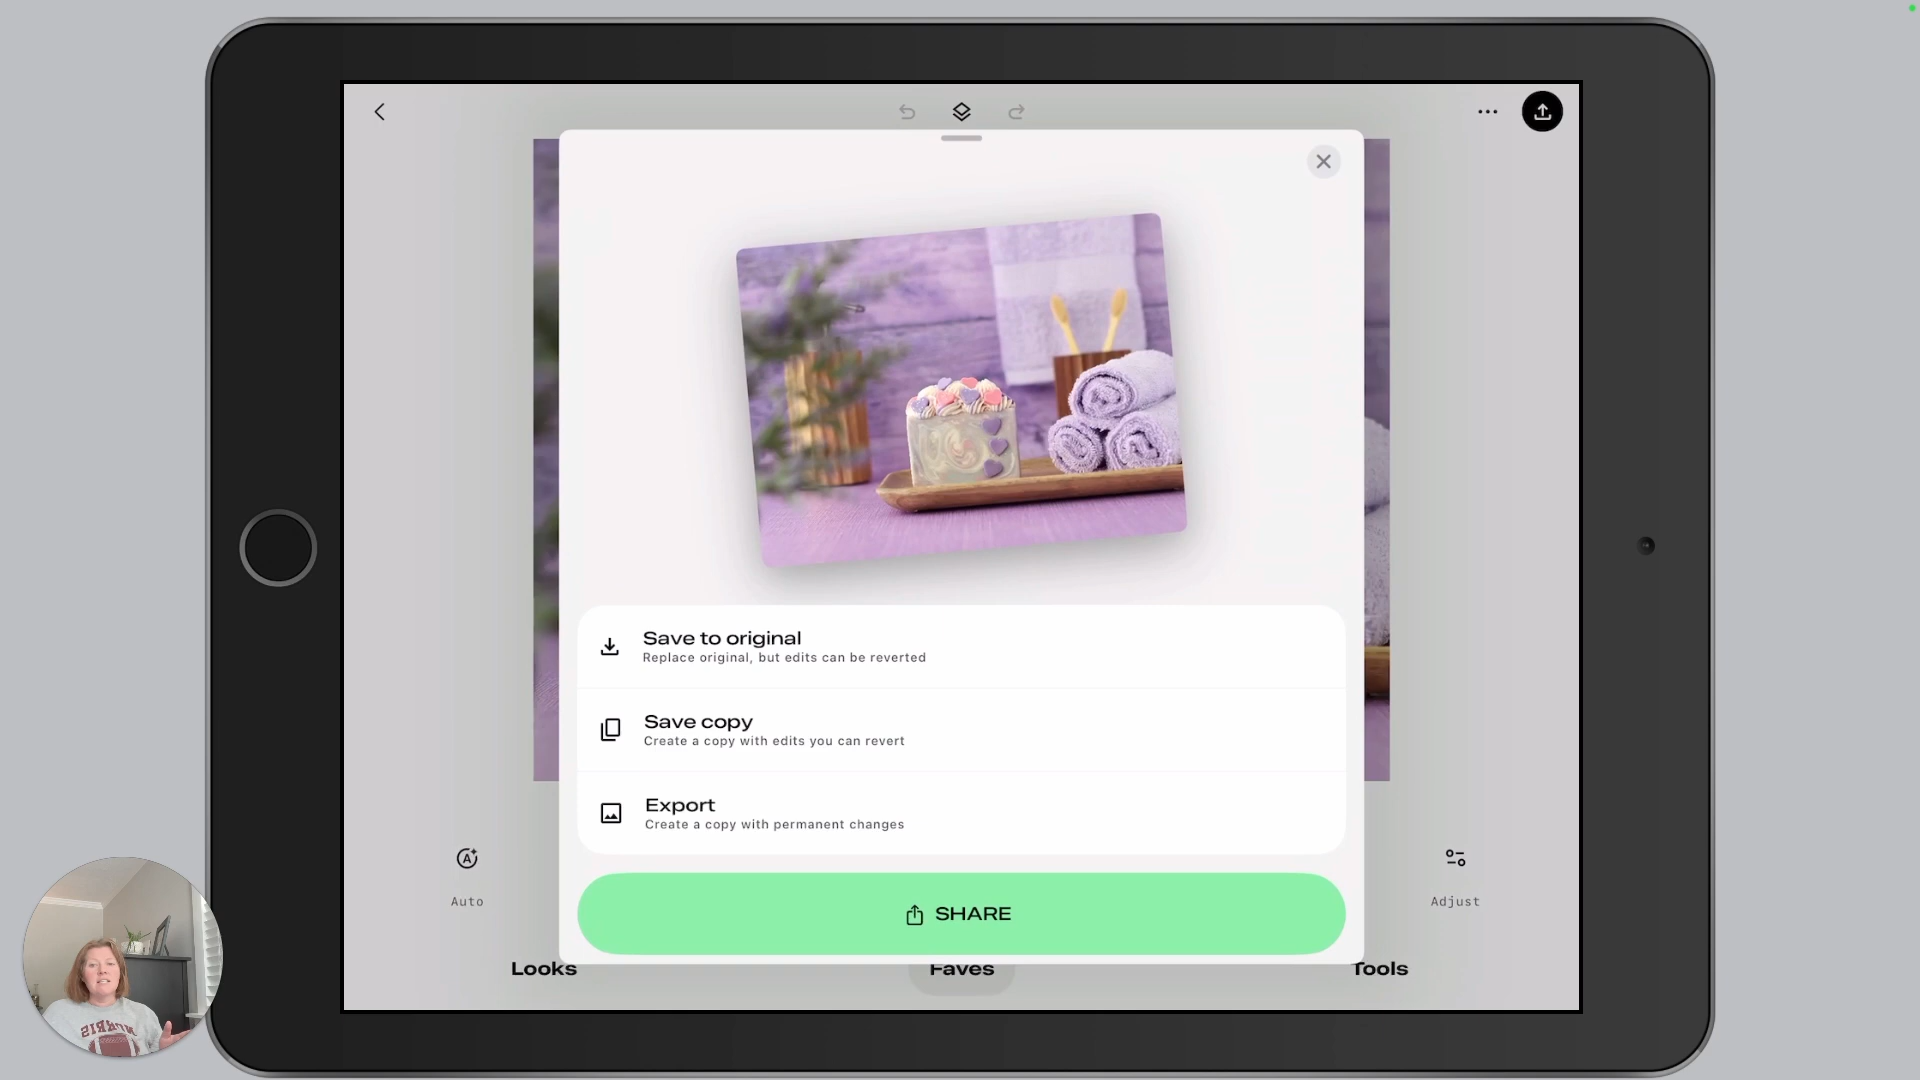 Save to original
Replace original, but edits can be reverted
Save copy
Create a copy with edits you can revert
Export
Create a copy with permanent changes
SHARE
Auto
Adjust
Looks
Faves
Tools